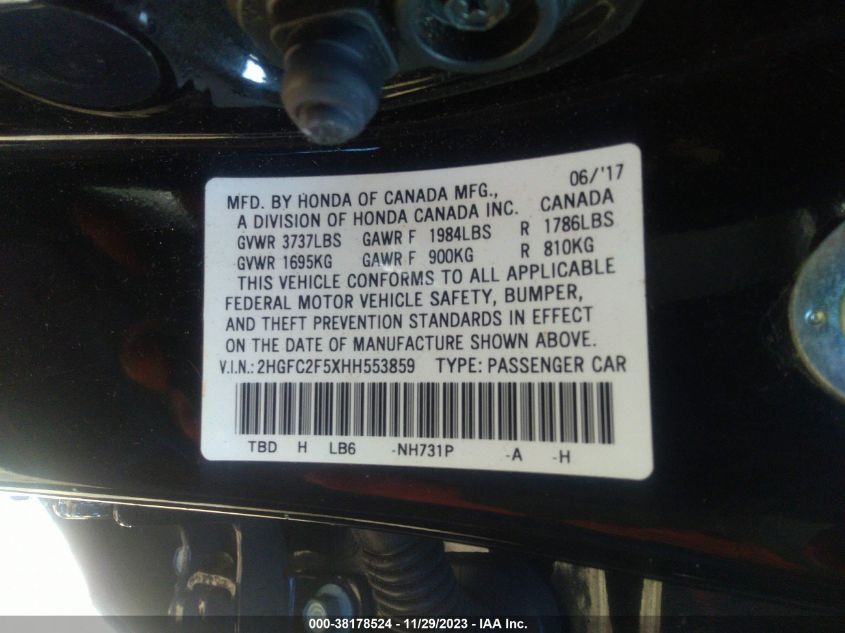 06/'17
MFD. BY HONDA OF CANADA MFG., CANADA
A DIVISION OF HONDA CANADA INC.
GVWR 3737LBS GAWR F 1984LBS R 1786LBS
GVWR 1695KG GAWR F 900KG R 810KG
THIS VEHICLE CONFORMS TO ALL APPLICABLE
FEDERAL MOTOR VEHICLE SAFETY, BUMPER,
AND THEFT PREVENTION STANDARDS IN EFFECT
ON THE DATE OF MANUFACTURE SHOWN ABOVE.
V.I.N.: 2HGFC2F5XHH553859 TYPE: PASSENGER CAR
TBD H LB6 -NH731P -A -H
000-38178524 | 11/29/2023 - IAA Inc.